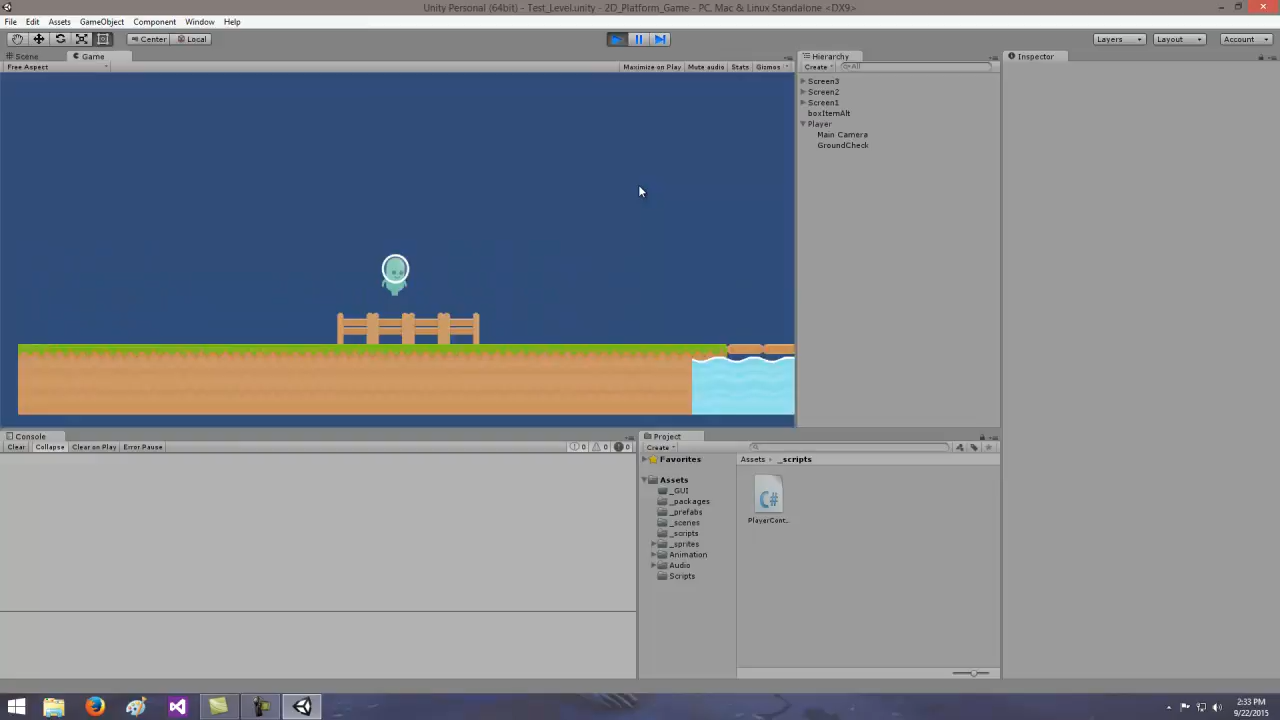 Unity Personal (64bit) - Test_Level.unity - 2D_Platform_Game - PC, Mac & Linux Standalone <DX9>
File Edit Assets GameObject Component Window Help
Center Local
Layers Layout Account
Scene Game
Free Aspect
Maximize on Play Mute audio Stats Gizmos
Hierarchy
Create All
Screen3
Screen2
Screen1
boxItemAlt
Player
Main Camera
GroundCheck
Inspector
Console
Clear Collapse Clear on Play Error Pause
0 0 0
Project
Create
Favorites
Assets
_GUI
_packages
_prefabs
_scenes
_scripts
_sprites
Animation
Audio
Scripts
Assets _scripts
C#
PlayerCont...
2:33 PM
9/22/2015